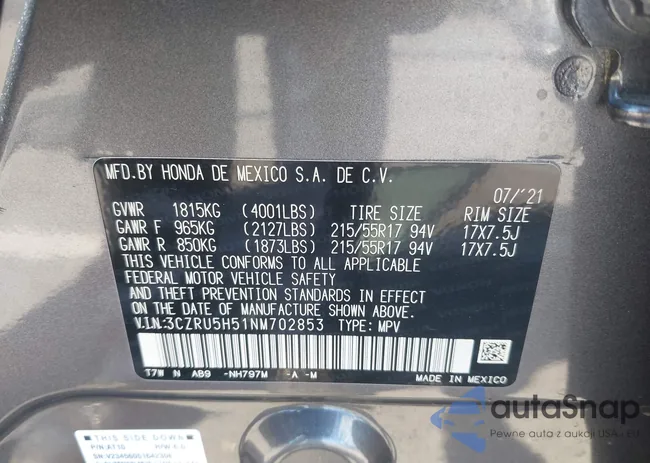 MFD.BY HONDA DE MEXICO S.A. DE C.V.
07/'21
GVWR 1815KG (4001LBS) TIRE SIZE RIM SIZE
GAWR F 965KG (2127LBS) 215/55R17 94V 17X7.5J
GAWR R 850KG (1873LBS) 215/55R17 94V 17X7.5J
THIS VEHICLE CONFORMS TO ALL APPLICABLE
FEDERAL MOTOR VEHICLE SAFETY
AND THEFT PREVENTION STANDARDS IN EFFECT
ON THE DATE OF MANUFACTURE SHOWN ABOVE.
V.I.N:3CZRU5H51NM702853 TYPE: MPV
T7W N AB9 -NH797M -A -M
MADE IN MEXICO
THIS SIDE DOWN
autoSnap
Pewne auta z aukcji USA